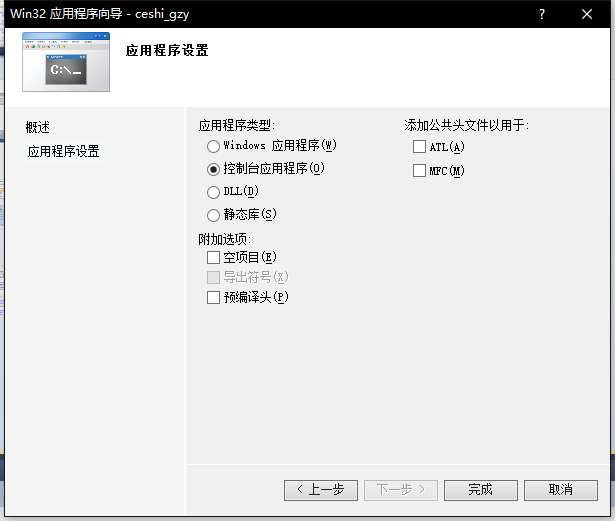 Win32 应用程序向导 - ceshi_gzy
?
C:\
应用程序设置
概述
应用程序设置
应用程序类型:
Windows 应用程序(W)
控制台应用程序(O)
DLL(D)
静态库(S)
附加选项:
空项目(E)
导出符号(X)
预编译头(P)
添加公共头文件以用于:
ATL(A)
MFC(M)
< 上一步
下一步 >
完成
取消